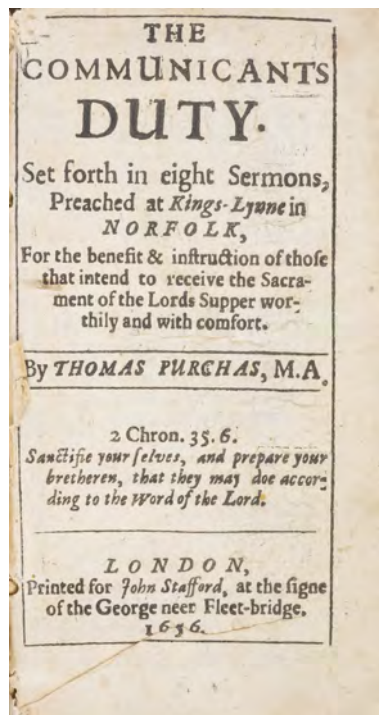 THE
COMMUNICANTS
DUTY.
Set forth in eight Sermons,
Preached at Kings-Lynne in
NORFOLK,
For the benefit & inſtruction of thoſe
that intend to receive the Sacra-
ment of the Lords Supper wor-
thily and with comfort.
By THOMAS PURCHAS, M.A.
2 Chron. 35. 6.
Sanctifie your ſelves, and prepare your
bretheren, that they may doe accor-
ding to the Word of the Lord.
LONDON,
Printed for John Stafford, at the ſigne
of the George neer Fleet-bridge.
1656.